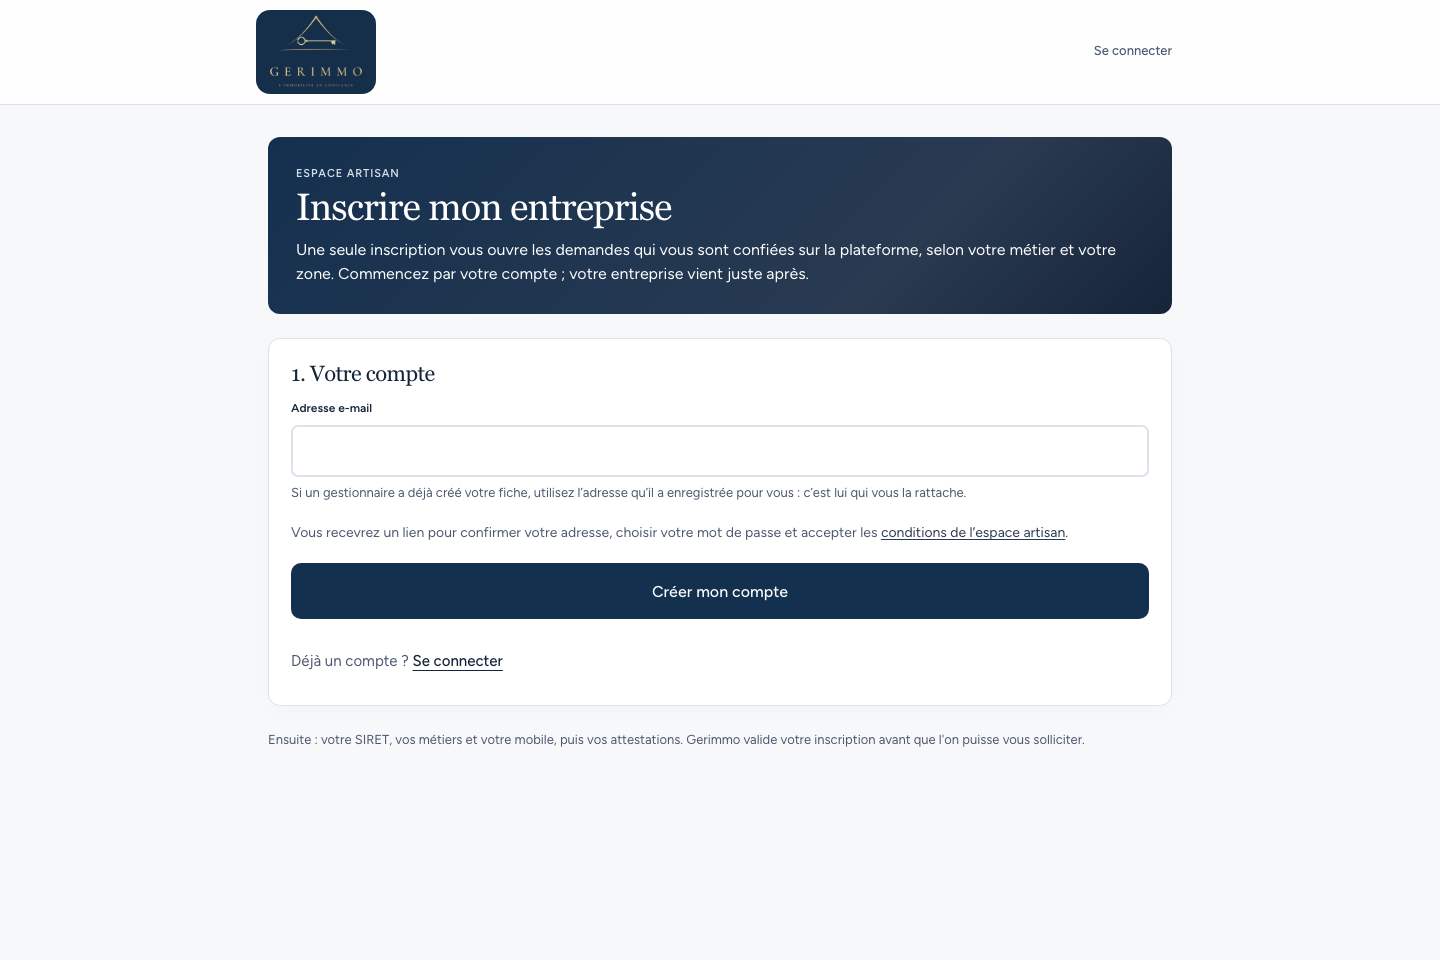 GERIMMO
Se connecter
ESPACE ARTISAN
Inscrire mon entreprise
Une seule inscription vous ouvre les demandes qui vous sont confiées sur la plateforme, selon votre métier et votre
zone. Commencez par votre compte ; votre entreprise vient juste après.
1. Votre compte
Adresse e-mail
Si un gestionnaire a déjà créé votre fiche, utilisez l'adresse qu'il a enregistrée pour vous : c'est lui qui vous la rattache.
Vous recevrez un lien pour confirmer votre adresse, choisir votre mot de passe et accepter les conditions de l'espace artisan.
Créer mon compte
Déjà un compte ? Se connecter
Ensuite : votre SIRET, vos métiers et votre mobile, puis vos attestations. Gerimmo valide votre inscription avant que l'on puisse vous solliciter.